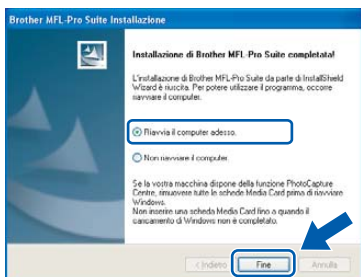 Brother MFL-Pro Suite Installazione
Installazione di Brother MFL-Pro Suite completata!
L'installazione di Brother MFL-Pro Suite da parte di InstallShield
Wizard è riuscita. Per potere utilizzare il programma, occorre
riavviare il computer.
Riavvia il computer adesso.
Non riavviare il computer.
Se la vostra macchina dispone della funzione PhotoCapture
Centre, rimuovere tutte le schede Media Card prima di riavviare
Windows.
Non inserire una scheda Media Card fino a quando il
caricamento di Windows non è completato.
< Indietro
Fine
Annulla